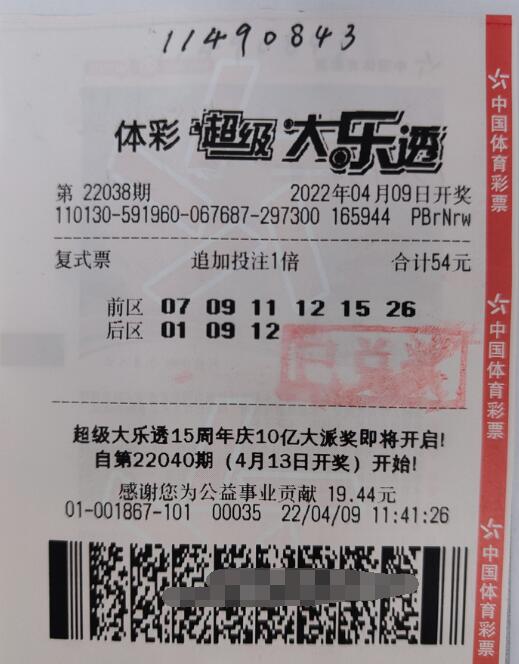 11490843
体彩 超级 大乐透
第 22038期 2022年04月09日开奖
110130-591960-067687-297300 165944 PBrNrw
复式票 追加投注1倍 合计54元
前区 07 09 11 12 15 26
后区 01 09 12
已兑奖
超级大乐透15周年庆10亿大派奖即将开启!
自第22040期(4月13日开奖)开始!
感谢您为公益事业贡献 19.44元
01-001867-101 00035 22/04/09 11:41:26
中国体育彩票
中国体育彩票
中国体育彩票